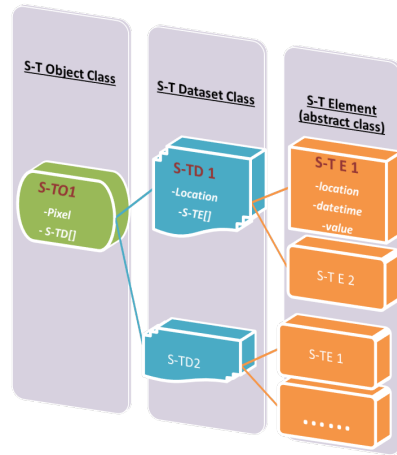 S-T Object Class
S-TO1
-Pixel
- S-TD[]
S-T Dataset Class
S-TD 1
-Location
- S-TE[]
S-TD2
S-T Element
(abstract class)
S-T E 1
-location
-datetime
-value
S-T E 2
S-TE 1
......